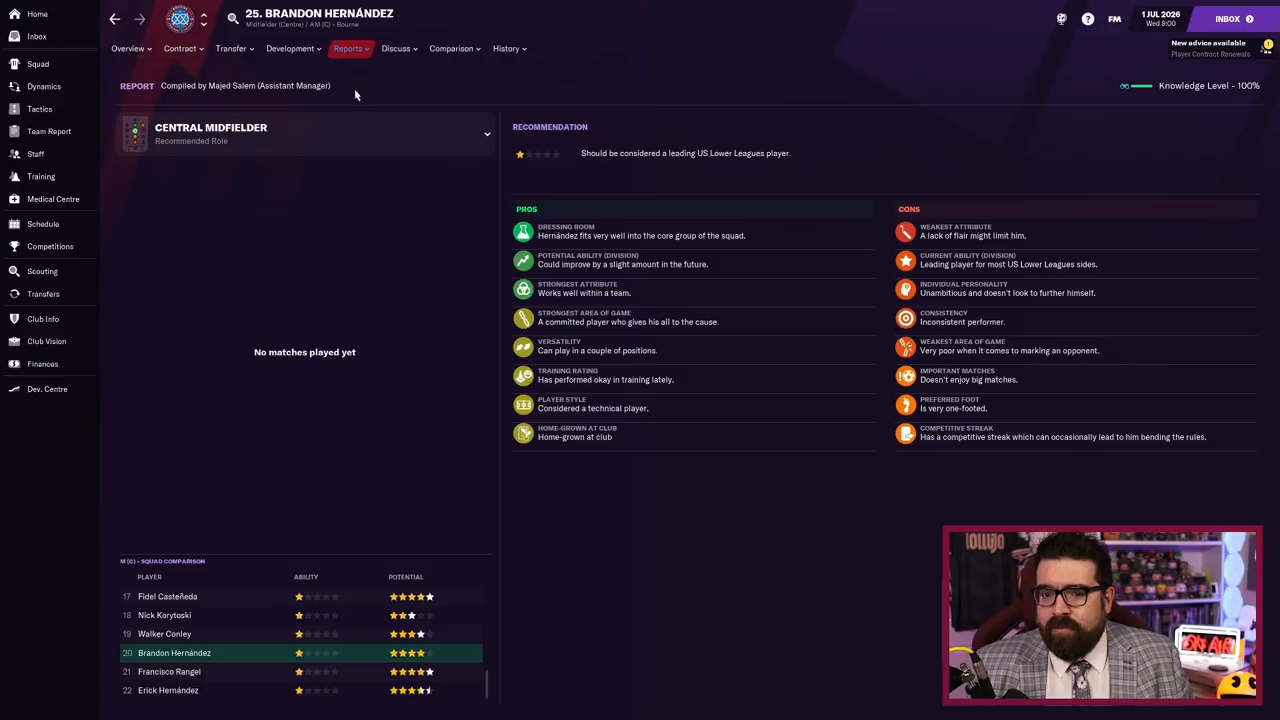 Home
Inbox
Squad
Dynamics
Tactics
Team Report
Staff
Training
Medical Centre
Schedule
Competitions
Scouting
Transfers
Club Info
Club Vision
Finances
Dev. Centre
25. BRANDON HERNÁNDEZ
Midfielder (Centre) / AM (C) - Bourne
FM
1 JUL 2026
Wed 9:00
INBOX
Overview
Contract
Transfer
Development
Reports
Discuss
Comparison
History
New advice available
Player Contract Renewals
1
REPORT Compiled by Majed Salem (Assistant Manager)
Knowledge Level - 100%
CENTRAL MIDFIELDER
Recommended Role
No matches played yet
M (C) - SQUAD COMPARISON
PLAYER ABILITY POTENTIAL
17 Fidel Casteñeda
18 Nick Korytoski
19 Walker Conley
20 Brandon Hernández
21 Francisco Rangel
22 Erick Hernández
RECOMMENDATION
Should be considered a leading US Lower Leagues player.
PROS
DRESSING ROOM
Hernández fits very well into the core group of the squad.
POTENTIAL ABILITY (DIVISION)
Could improve by a slight amount in the future.
STRONGEST ATTRIBUTE
Works well within a team.
STRONGEST AREA OF GAME
A committed player who gives his all to the cause.
VERSATILITY
Can play in a couple of positions.
TRAINING RATING
Has performed okay in training lately.
PLAYER STYLE
Considered a technical player.
HOME-GROWN AT CLUB
Home-grown at club
CONS
WEAKEST ATTRIBUTE
A lack of flair might limit him.
CURRENT ABILITY (DIVISION)
Leading player for most US Lower Leagues sides.
INDIVIDUAL PERSONALITY
Unambitious and doesn't look to further himself.
CONSISTENCY
Inconsistent performer.
WEAKEST AREA OF GAME
Very poor when it comes to marking an opponent.
IMPORTANT MATCHES
Doesn't enjoy big matches.
PREFERRED FOOT
Is very one-footed.
COMPETITIVE STREAK
Has a competitive streak which can occasionally lead to him bending the rules.
lollujo
ON AIR